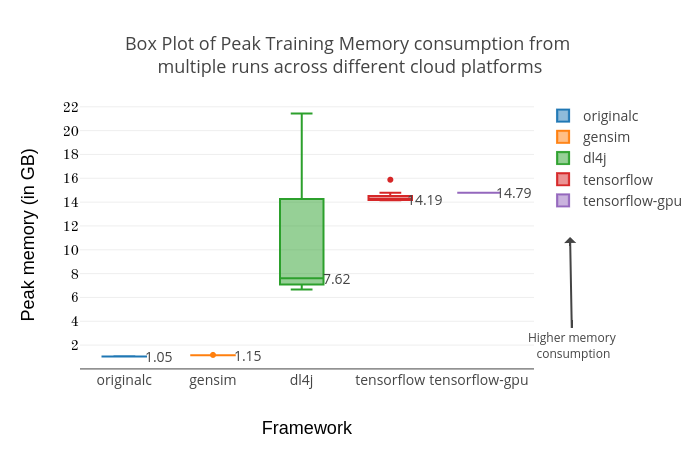 Box Plot of Peak Training Memory consumption from
multiple runs across different cloud platforms
Peak memory (in GB)
22
20
18
16
14
12
10
8
6
4
2
1.05
1.15
7.62
14.19
14.79
originalc
gensim
dl4j
tensorflow
tensorflow-gpu
Framework
originalc
gensim
dl4j
tensorflow
tensorflow-gpu
Higher memory
consumption